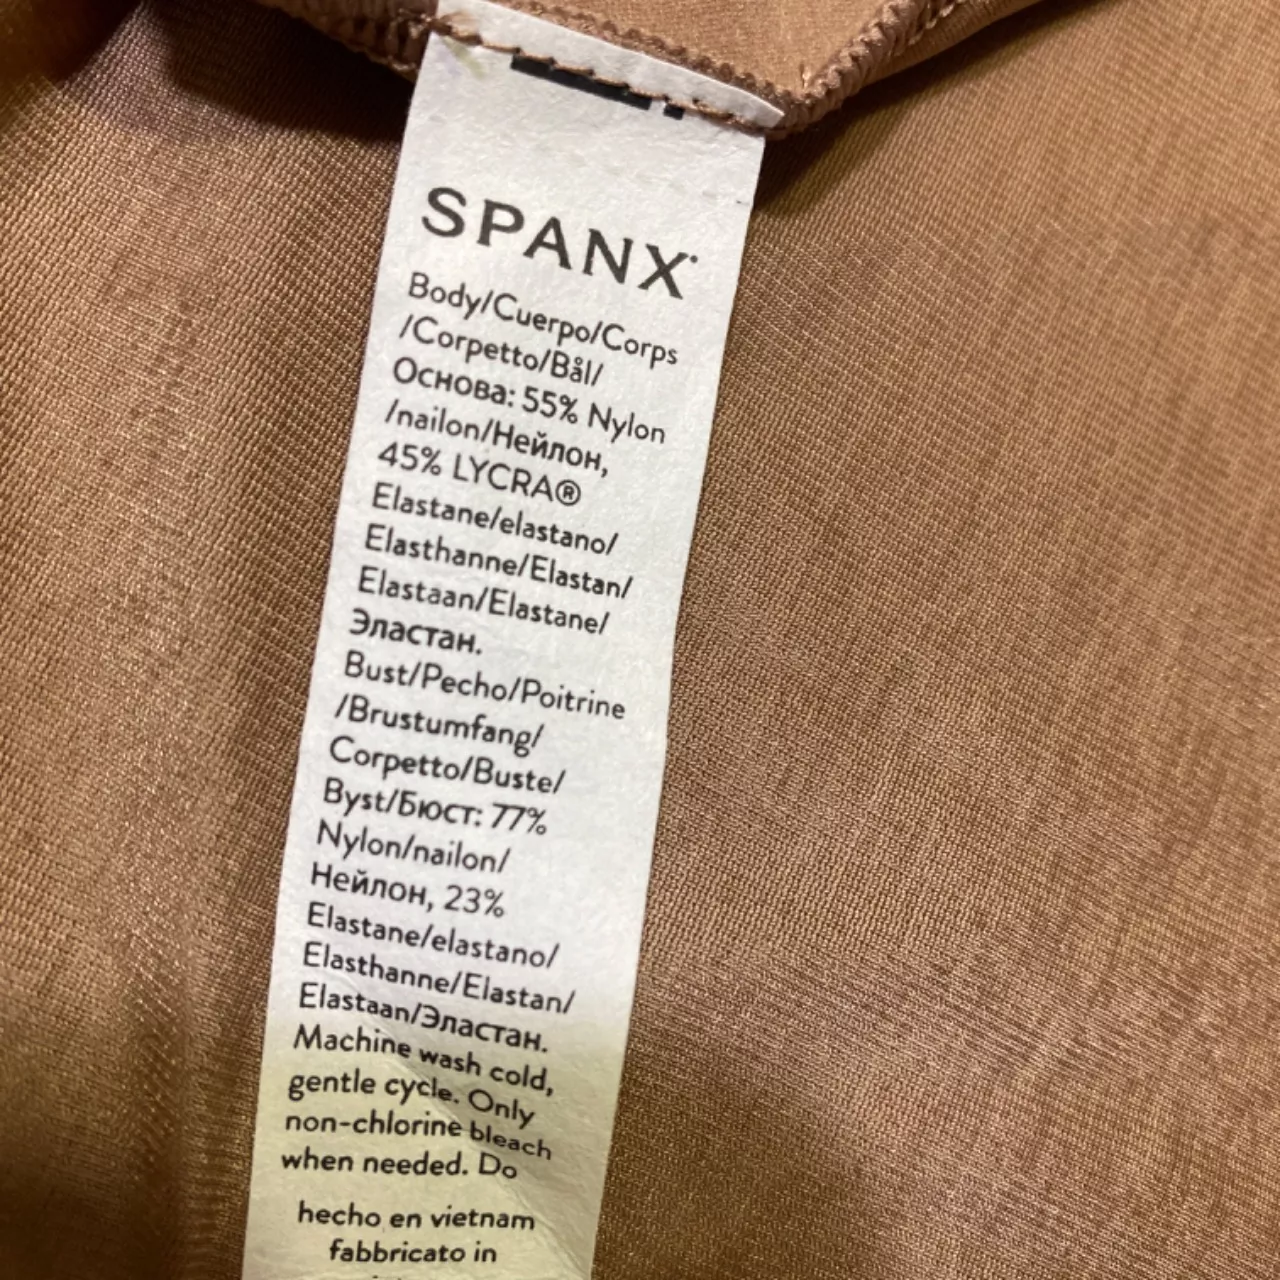 SPANX
Body/Cuerpo/Corps
/Corpetto/Bål/
Основа: 55% Nylon
/nailon/Нейлон,
45% LYCRA®
Elastane/elastano/
Elasthanne/Elastan/
Elastaan/Elastane/
Эластан.
Bust/Pecho/Poitrine
/Brustumfang/
Corpetto/Buste/
Byst/Бюст: 77%
Nylon/nailon/
Нейлон, 23%
Elastane/elastano/
Elasthanne/Elastan/
Elastaan/Эластан.
Machine wash cold,
gentle cycle. Only
non-chlorine bleach
when needed. Do
hecho en vietnam
fabbricato in